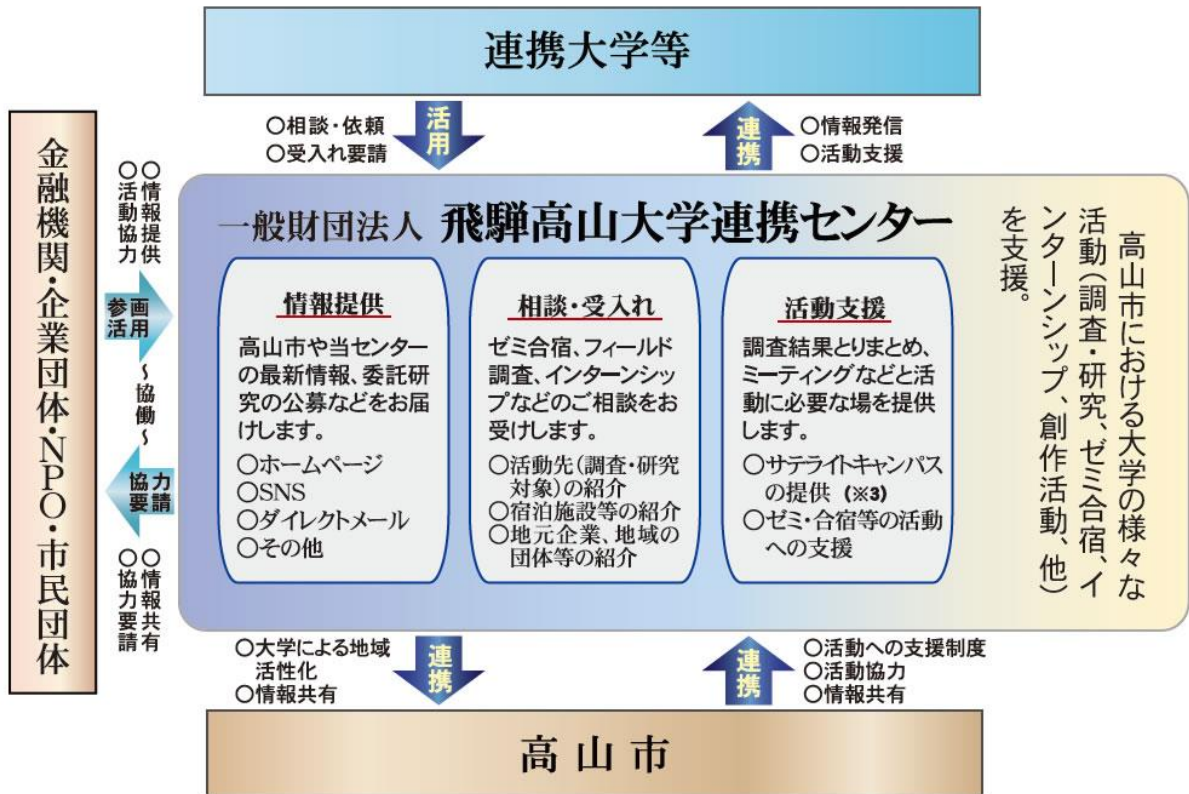 連携大学等
○相談・依頼
○受入れ要請
活用
連携
○情報発信
○活動支援
金融機関・企業団体・NPO・市民団体
○情報提供
○活動協力
参画
活用
～協働～
協力
要請
○情報共有
○協力要請
一般財団法人 飛騨高山大学連携センター
情報提供
高山市や当センター
の最新情報、委託研
究の公募などをお届
けします。
○ホームページ
○SNS
○ダイレクトメール
○その他
相談・受入れ
ゼミ合宿、フィールド
調査、インターンシッ
プなどのご相談をお
受けします。
○活動先（調査・研究
対象）の紹介
○宿泊施設等の紹介
○地元企業、地域の
団体等の紹介
活動支援
調査結果とりまとめ、
ミーティングなどと活
動に必要な場を提供
します。
○サテライトキャンパス
の提供 （※3）
○ゼミ・合宿等の活動
への支援
高山市における大学の様々な
活動（調査・研究、ゼミ合宿、イ
ンターンシップ、創作活動、他）
を支援。
○大学による地域
活性化
○情報共有
連携
連携
○活動への支援制度
○活動協力
○情報共有
高山市